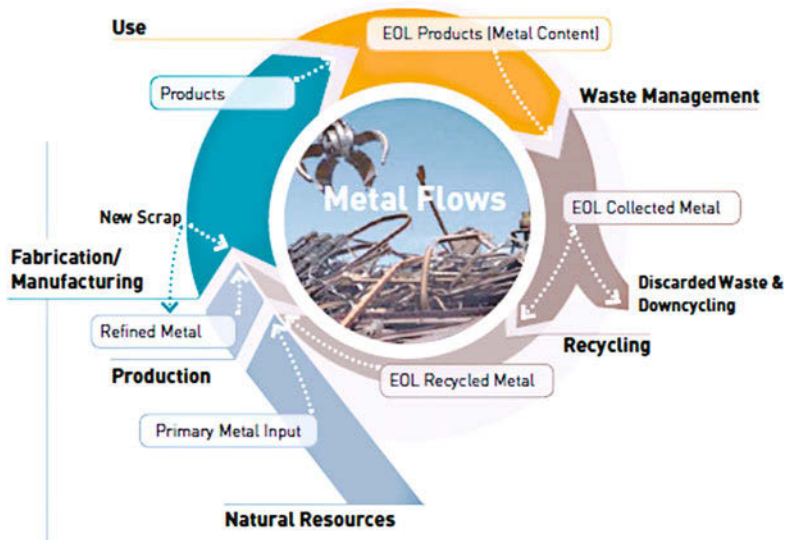 Use
EOL Products (Metal Content)
Products
Waste Management
Metal Flows
New Scrap
EOL Collected Metal
Fabrication/
Manufacturing
Discarded Waste &
Downcycling
Refined Metal
Recycling
Production
EOL Recycled Metal
Primary Metal Input
Natural Resources